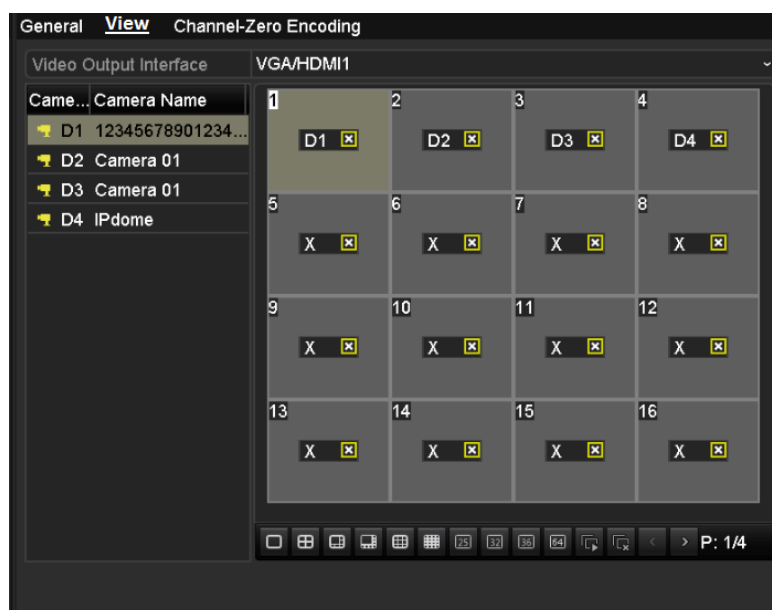 General View Channel-Zero Encoding
Video Output Interface VGA/HDMI1
Came... Camera Name
D1 12345678901234...
D2 Camera 01
D3 Camera 01
D4 IPdome
1 2 3 4
D1 D2 D3 D4
5 6 7 8
X X X X
9 10 11 12
X X X X
13 14 15 16
X X X X
25 32 36 64 P: 1/4